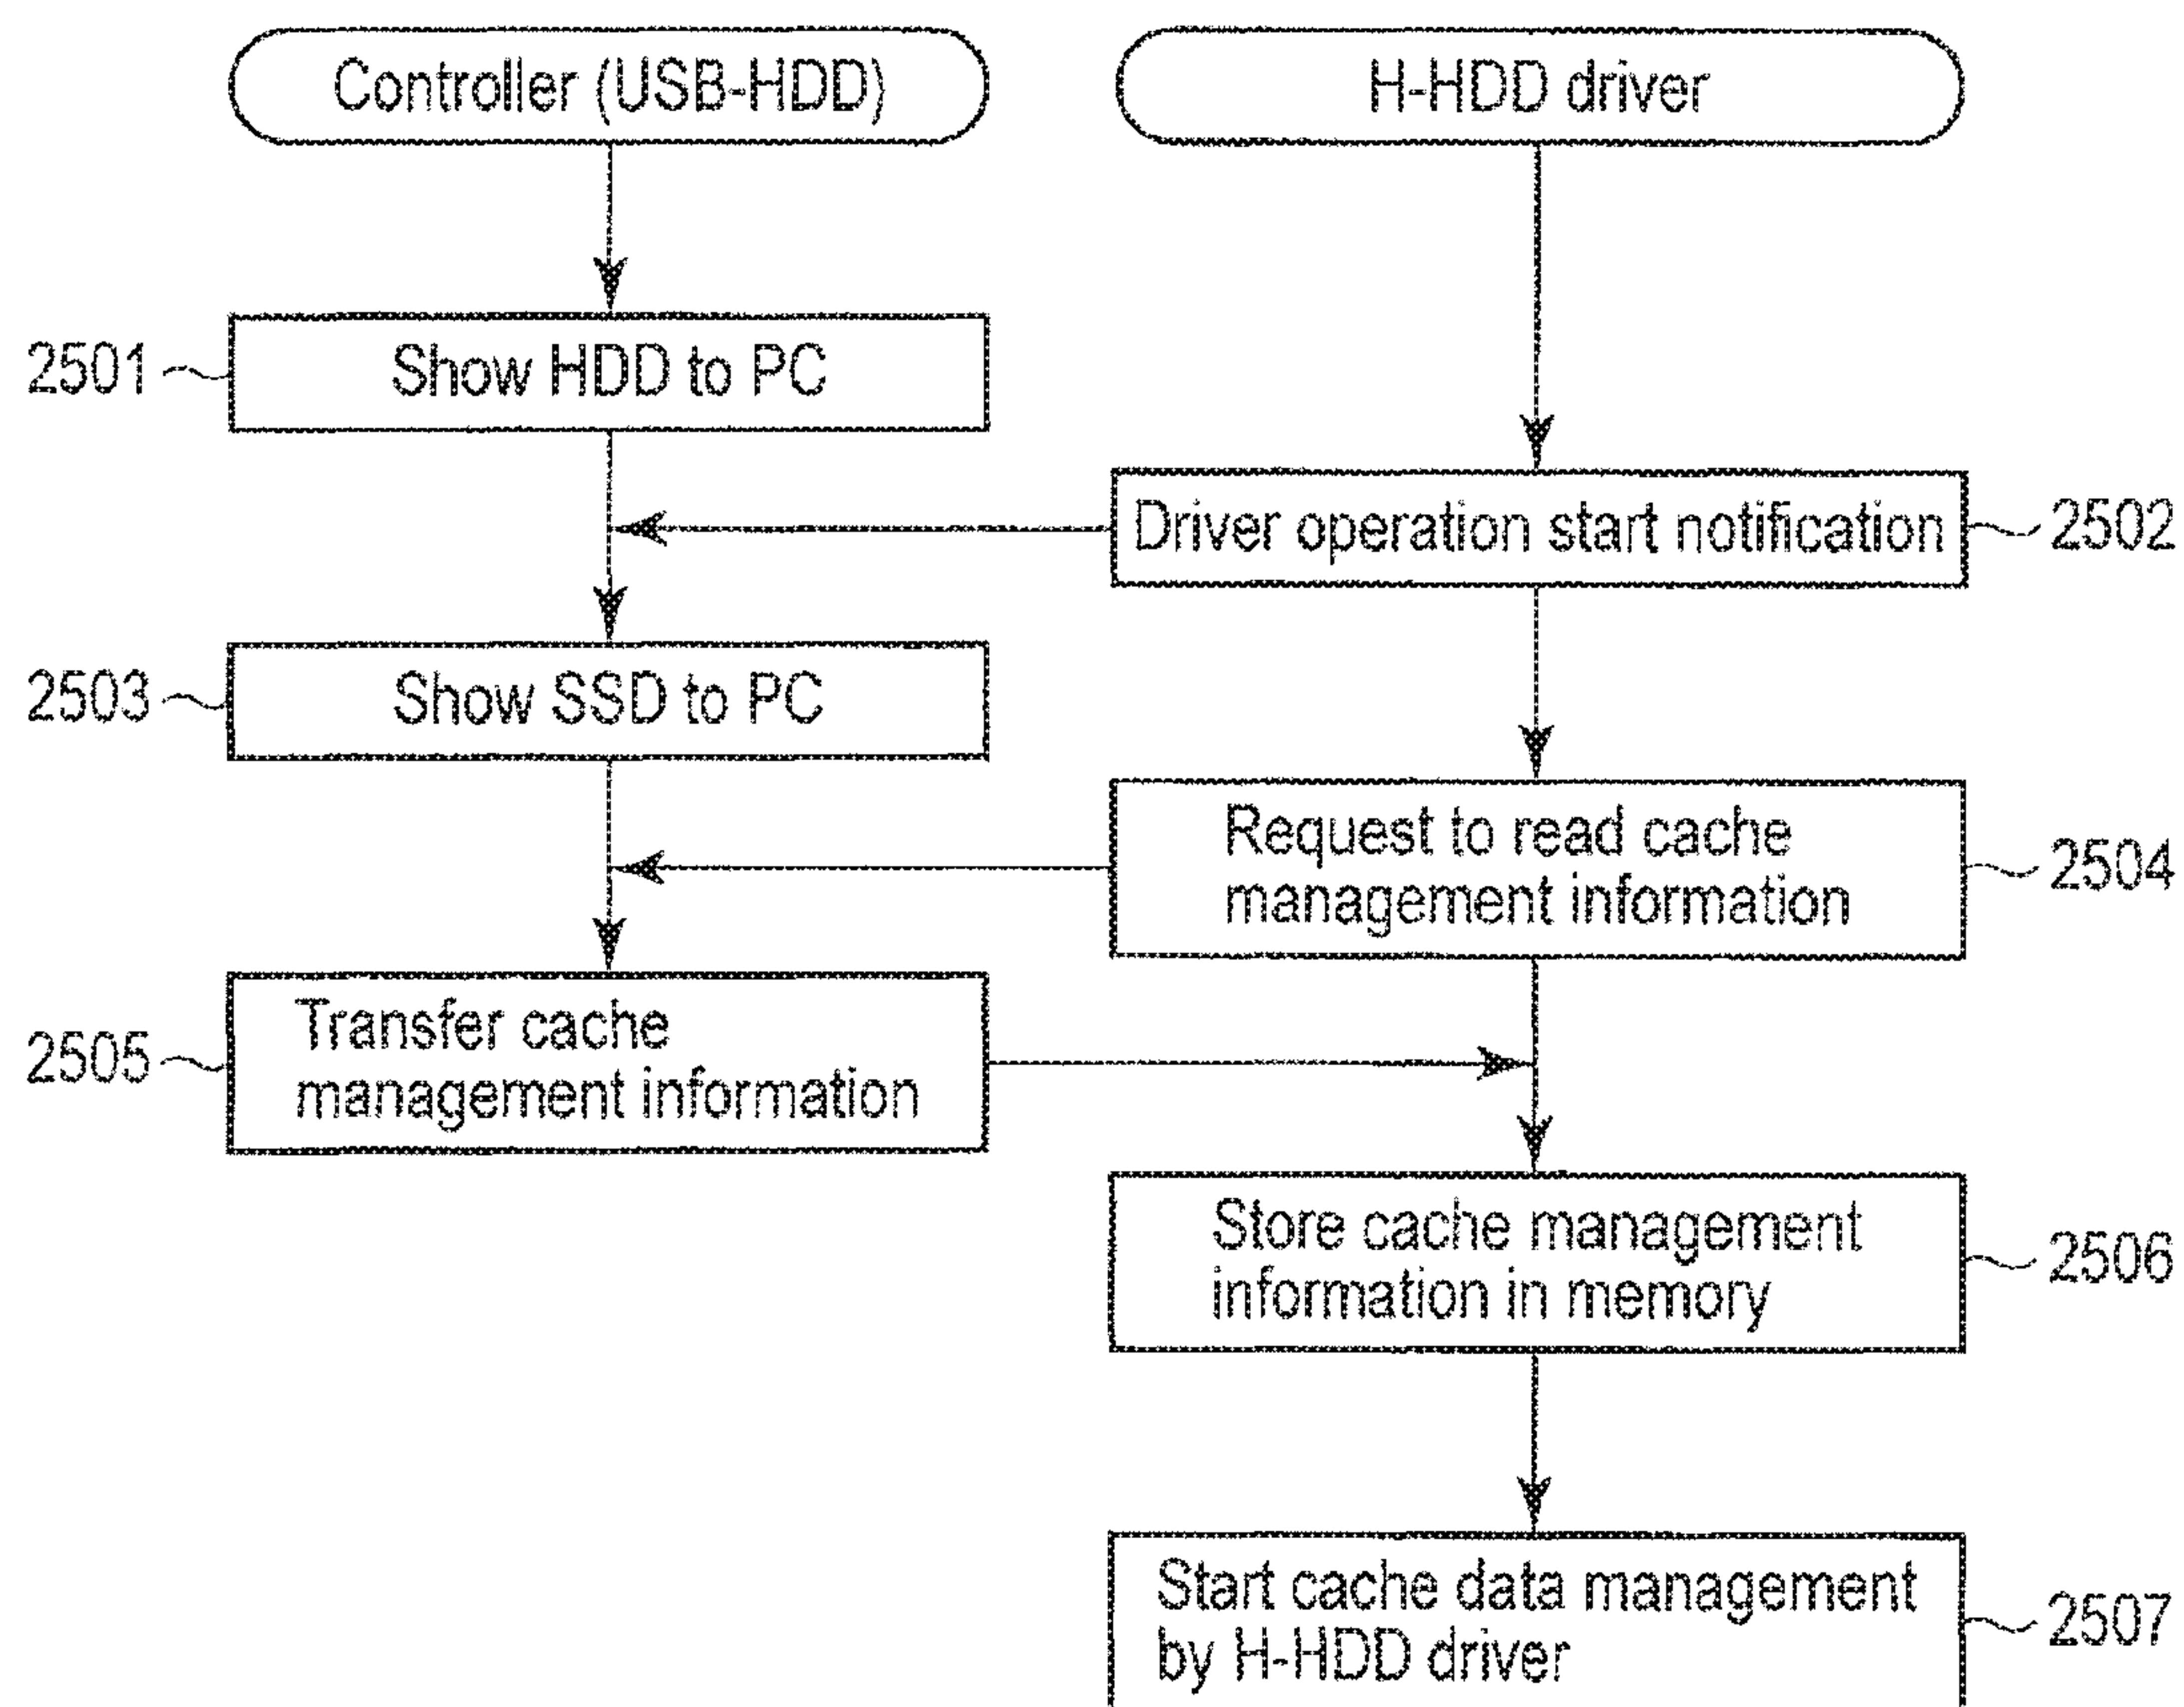 Controller (USB-HDD)
H-HDD driver
2501
Show HDD to PC
Driver operation start notification
2502
2503
Show SSD to PC
Request to read cache
management information
2504
2505
Transfer cache
management information
Store cache management
information in memory
2506
Start cache data management
by H-HDD driver
2507